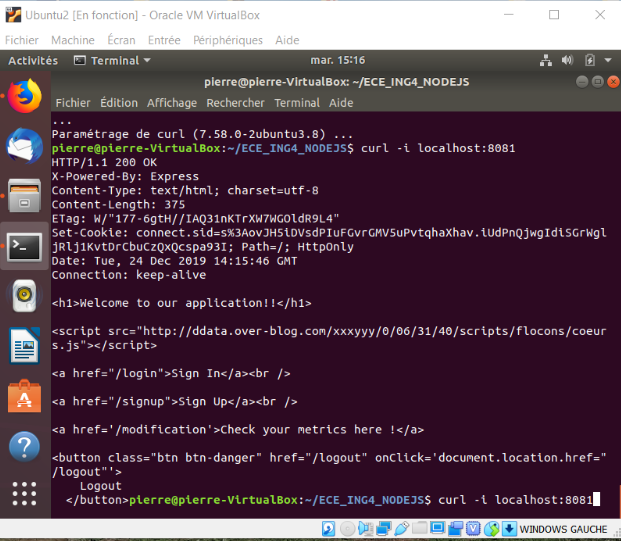 Ubuntu2 [En fonction] - Oracle VM VirtualBox
Fichier Machine Écran Entrée Périphériques Aide
Activités Terminal mar. 15:16
pierre@pierre-VirtualBox: ~/ECE_ING4_NODEJS
Fichier Édition Affichage Rechercher Terminal Aide
...
Paramétrage de curl (7.58.0-2ubuntu3.8) ...
pierre@pierre-VirtualBox:~/ECE_ING4_NODEJS$ curl -i localhost:8081
HTTP/1.1 200 OK
X-Powered-By: Express
Content-Type: text/html; charset=utf-8
Content-Length: 375
ETag: W/"177-6gtH//IAQ31nKTrXW7WGOldR9L4"
Set-Cookie: connect.sid=s%3AovJH5iDVsdPIuFGvrGMV5uPvtqhaXhav.iUdPnQjwgIdiSGrWgl
jRlj1KvtDrCbuCzQxQcspa93I; Path=/; HttpOnly
Date: Tue, 24 Dec 2019 14:15:46 GMT
Connection: keep-alive
<h1>Welcome to our application!!</h1>
<script src="http://ddata.over-blog.com/xxxyyy/0/06/31/40/scripts/flocons/coeur
s.js"></script>
<a href="/login">Sign In</a><br />
<a href="/signup">Sign Up</a><br />
<a href='/modification'>Check your metrics here !</a>
<button class="btn btn-danger" href="/logout" onClick='document.location.href="
/logout"'>
Logout
</button>pierre@pierre-VirtualBox:~/ECE_ING4_NODEJS$ curl -i localhost:8081
WINDOWS GAUCHE